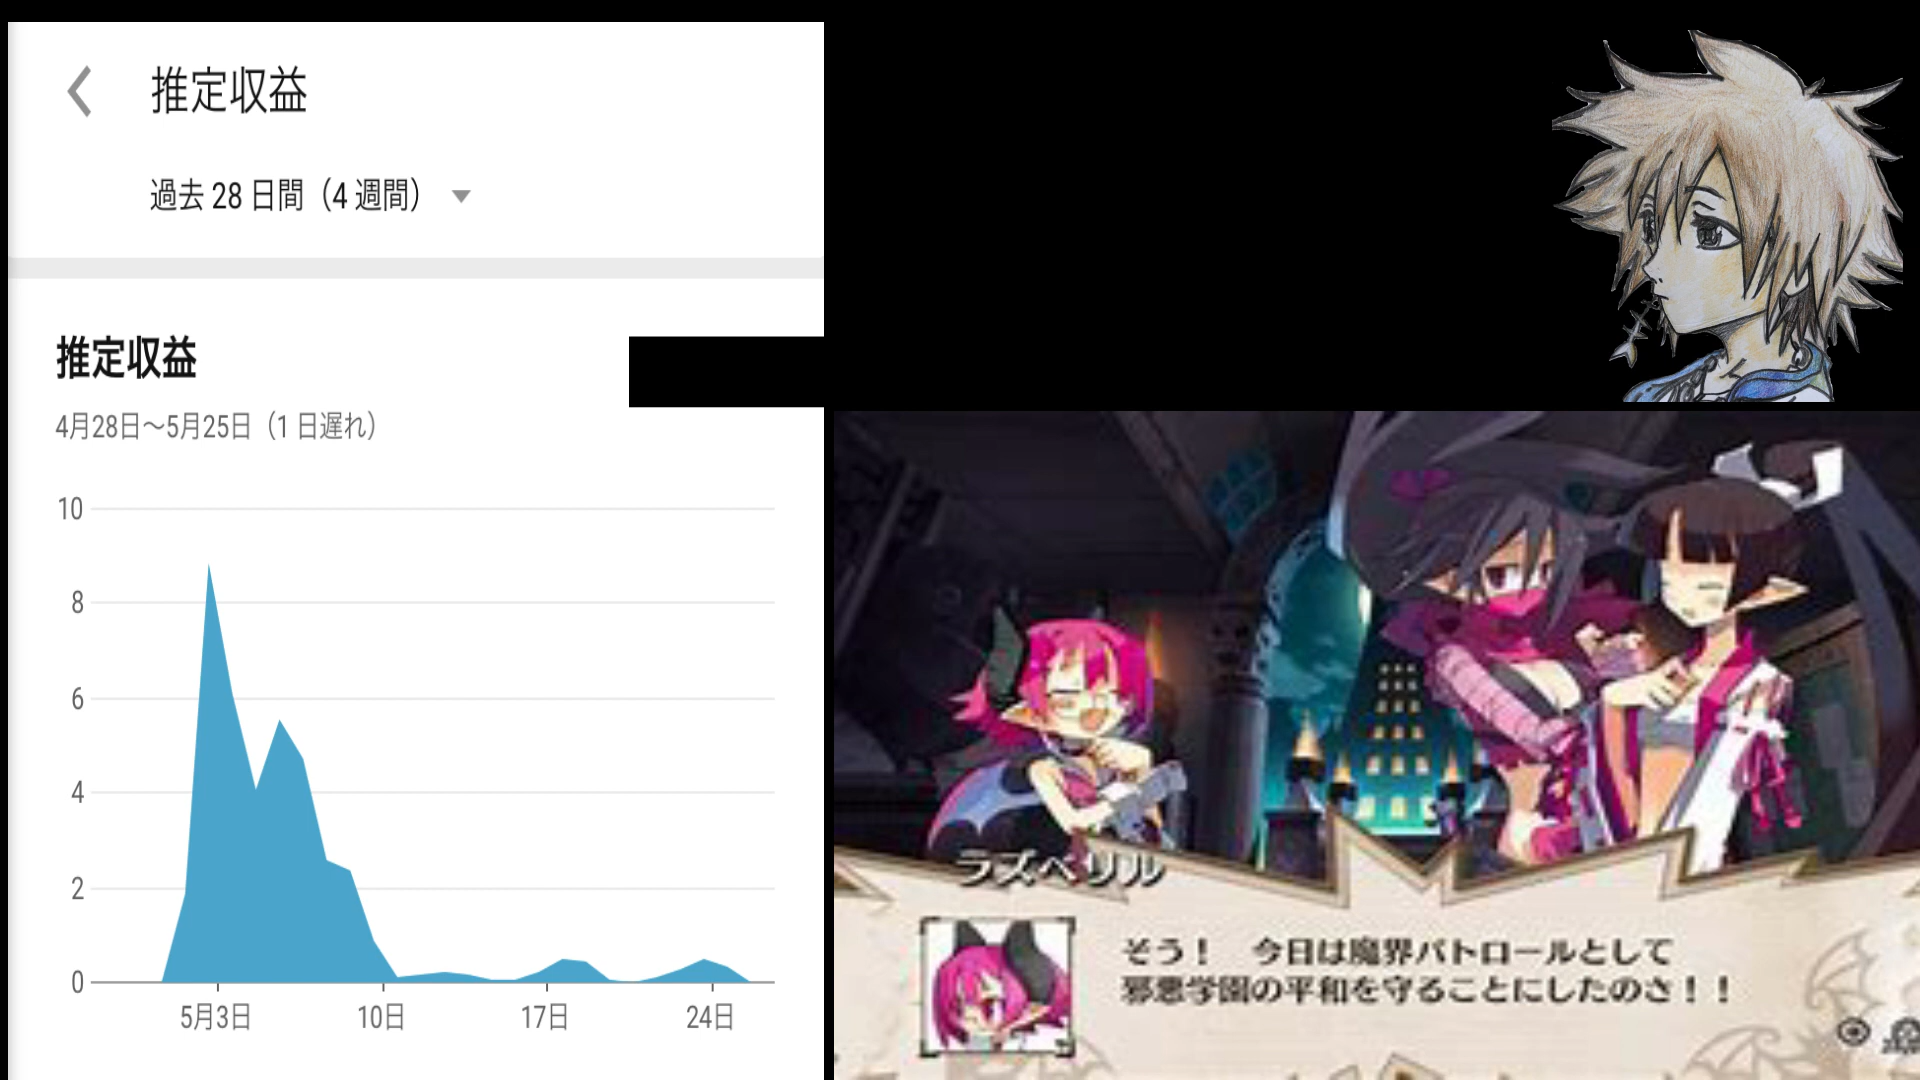 推定収益
過去 28 日間（4 週間）
推定収益
4月28日～5月25日（1 日遅れ）
10
8
6
4
2
0
5月3日
10日
17日
24日
ラズベリル
そう！　今日は魔界パトロールとして
邪悪学園の平和を守ることにしたのさ！！